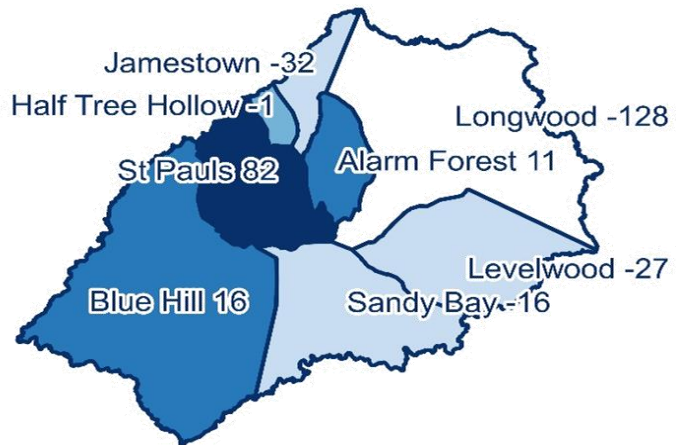 Jamestown -32
Half Tree Hollow -1
Longwood -128
St Pauls 82
Alarm Forest 11
Levelwood -27
Blue Hill 16
Sandy Bay -16